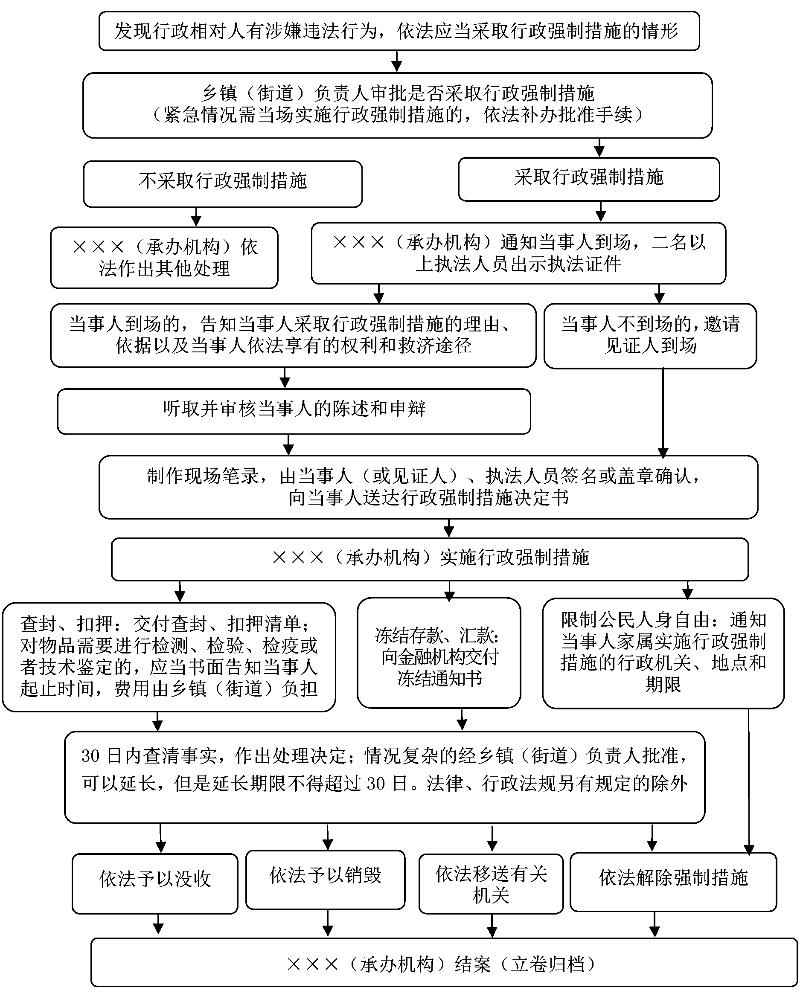 发现行政相对人有涉嫌违法行为，依法应当采取行政强制措施的情形
乡镇（街道）负责人审批是否采取行政强制措施
（紧急情况需当场实施行政强制措施的，依法补办批准手续）
不采取行政强制措施
采取行政强制措施
×××（承办机构）依
法作出其他处理
×××（承办机构）通知当事人到场，二名以
上执法人员出示执法证件
当事人到场的，告知当事人采取行政强制措施的理由、
依据以及当事人依法享有的权利和救济途径
当事人不到场的，邀请
见证人到场
听取并审核当事人的陈述和申辩
制作现场笔录，由当事人（或见证人）、执法人员签名或盖章确认，
向当事人送达行政强制措施决定书
×××（承办机构）实施行政强制措施
查封、扣押：交付查封、扣押清单；
对物品需要进行检测、检验、检疫或
者技术鉴定的，应当书面告知当事人
起止时间，费用由乡镇（街道）负担
冻结存款、汇款：
向金融机构交付
冻结通知书
限制公民人身自由：通知
当事人家属实施行政强制
措施的行政机关、地点和
期限
30日内查清事实，作出处理决定；情况复杂的经乡镇（街道）负责人批准，
可以延长，但是延长期限不得超过30日。法律、行政法规另有规定的除外
依法予以没收
依法予以销毁
依法移送有关
机关
依法解除强制措施
×××（承办机构）结案（立卷归档）